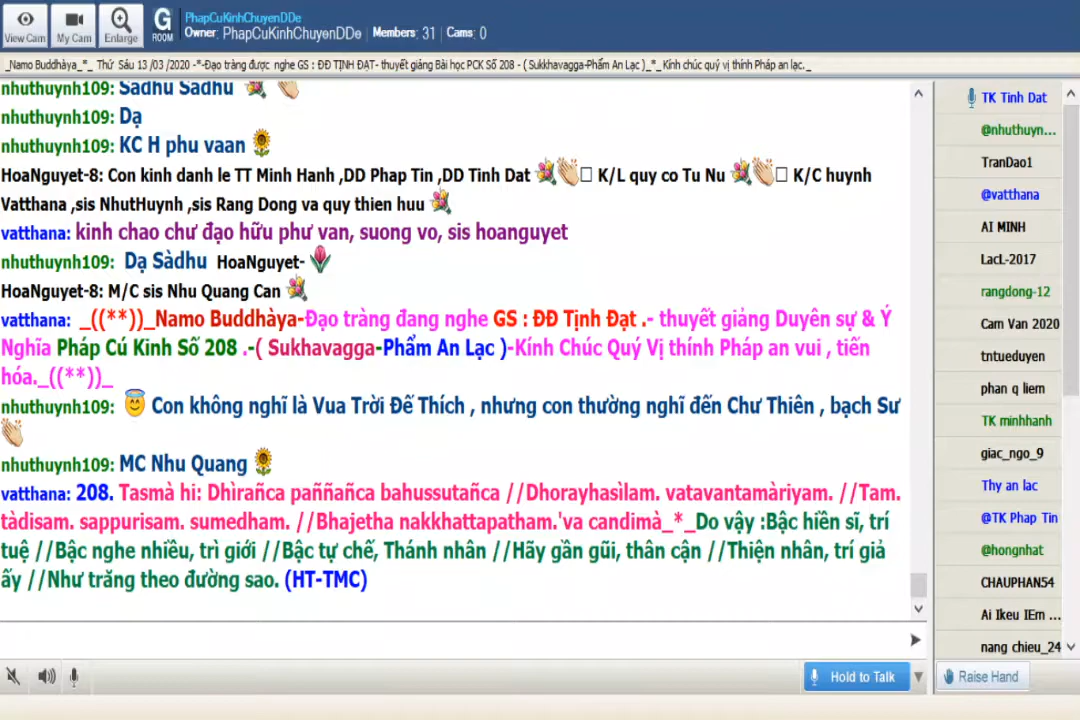 PhapCuKinhChuyenDDe
View Cam My Cam Enlarge G ROOM Owner: PhapCuKinhChuyenDDe Members: 31 Cams: 0
_Namo Buddhàya_*_ Thứ Sáu 13 /03 /2020 -*-Đạo tràng được nghe GS : ĐĐ TỊNH ĐẠT- thuyết giảng Bài học PCK Số 208 - ( Sukkhavagga-Phẩm An Lạc )_*_Kính chúc quý vị thính Pháp an lạc._
nhuthuynh109: Sadhu Sadhu
nhuthuynh109: Dạ
nhuthuynh109: KC H phu vaan
HoaNguyet-8: Con kinh danh le TT Minh Hanh ,DD Phap Tin ,DD Tinh Dat K/L quy co Tu Nu K/C huynh
Vatthana ,sis NhutHuynh ,sis Rang Dong va quy thien huu
vatthana: kinh chao chư đạo hữu phư van, suong vo, sis hoanguyet
nhuthuynh109: Dạ Sàdhu HoaNguyet-
HoaNguyet-8: M/C sis Nhu Quang Can
vatthana: _((**))_Namo Buddhàya-Đạo tràng đang nghe GS : ĐĐ Tịnh Đạt .- thuyết giảng Duyên sự & Ý
Nghĩa Pháp Cú Kinh Số 208 .-( Sukhavagga-Phẩm An Lạc )-Kính Chúc Quý Vị thính Pháp an vui , tiến
hóa._((**))_
nhuthuynh109: Con không nghĩ là Vua Trời Đế Thích , nhưng con thường nghĩ đến Chư Thiên , bạch Sư
nhuthuynh109: MC Nhu Quang
vatthana: 208. Tasmà hi: Dhìrañca paññañca bahussutañca //Dhorayhasìlam. vatavantamàriyam. //Tam.
tàdisam. sappurisam. sumedham. //Bhajetha nakkhattapatham.'va candimà_*_Do vậy :Bậc hiền sĩ, trí
tuệ //Bậc nghe nhiều, trì giới //Bậc tự chế, Thánh nhân //Hãy gần gũi, thân cận //Thiện nhân, trí giả
ấy //Như trăng theo đường sao. (HT-TMC)
TK Tinh Dat
@nhuthuyn...
TranDao1
@vatthana
AI MINH
LacL-2017
rangdong-12
Cam Van 2020
tntueduyen
phan q liem
TK minhhanh
giac_ngo_9
Thy an lac
@TK Phap Tin
@hongnhat
CHAUPHAN54
Ai lkeu IEm ...
nang chieu_24
Hold to Talk
Raise Hand